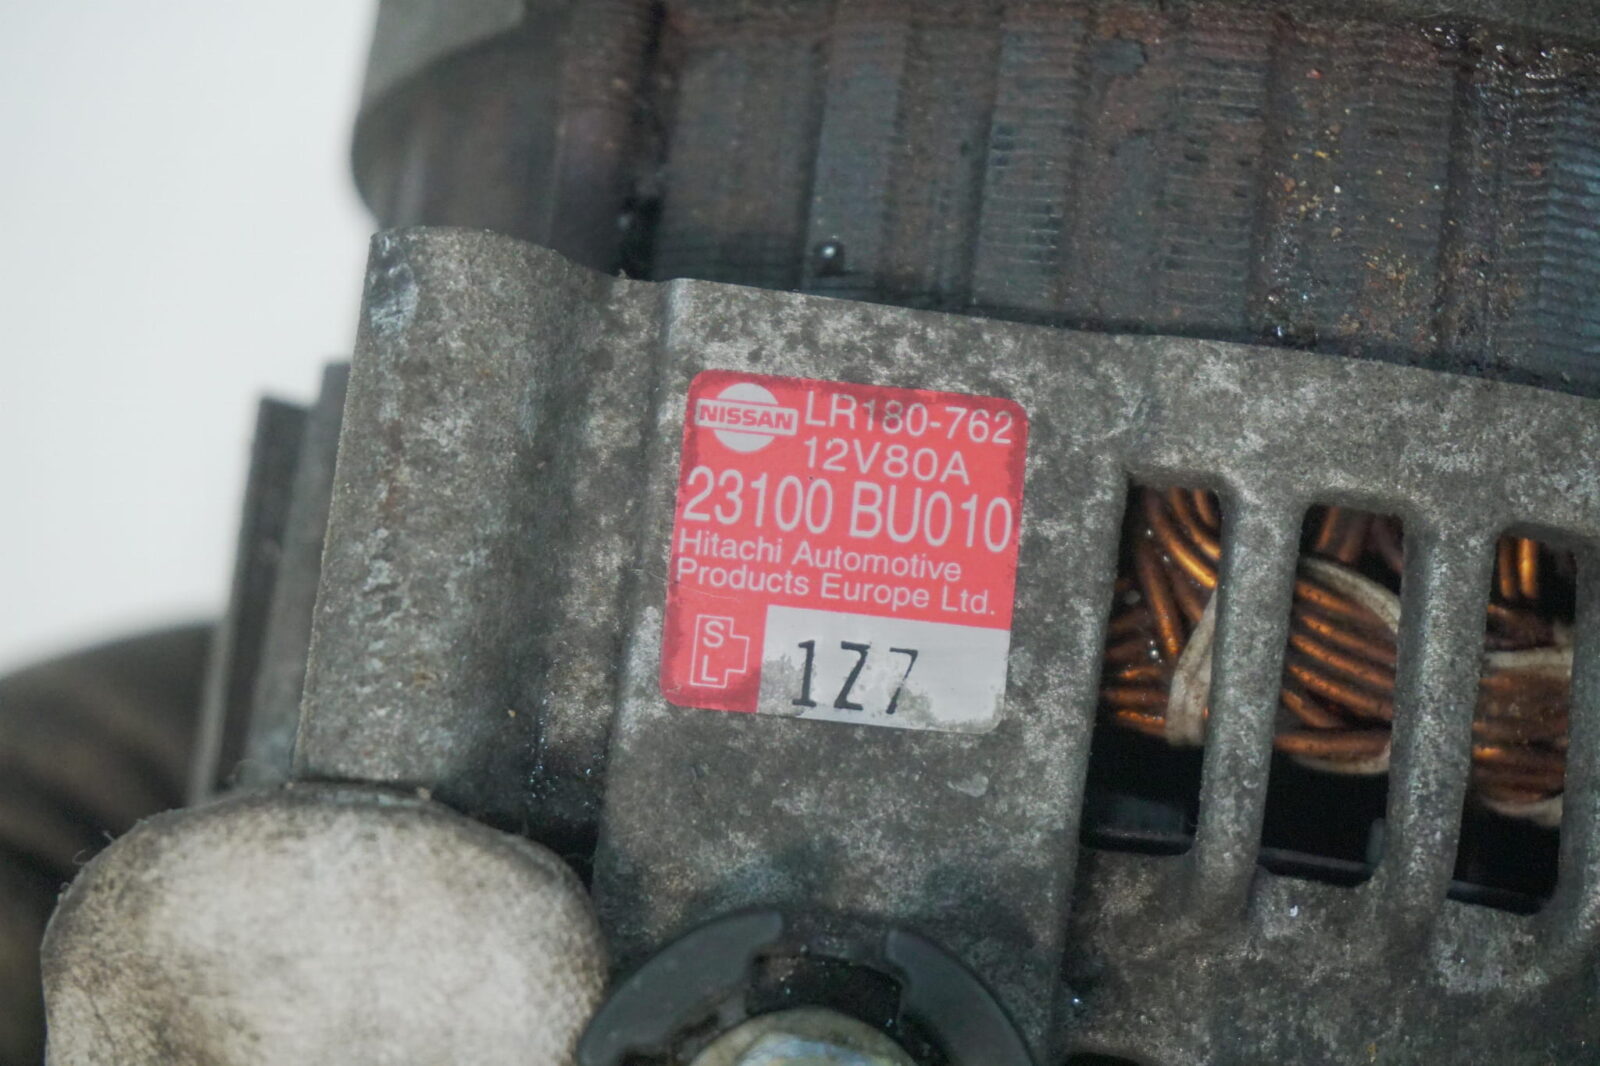 NISSAN LR180-762
12V80A
23100 BU010
Hitachi Automotive
Products Europe Ltd.
S
L
1Z7